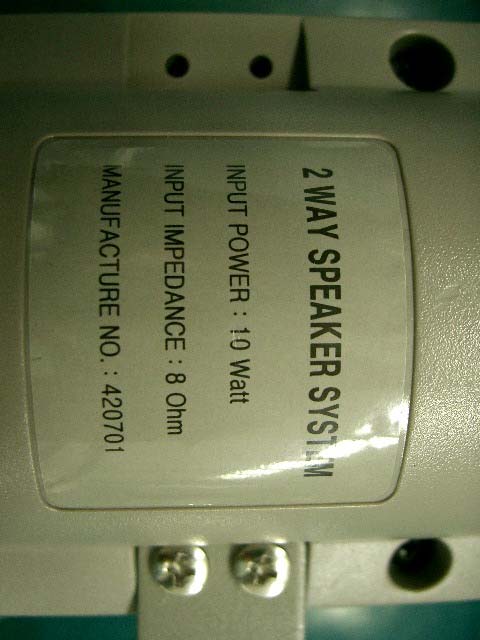 2 WAY SPEAKER SYSTEM
INPUT POWER : 10 Watt
INPUT IMPEDANCE : 8 Ohm
MANUFACTURE NO. : 420701